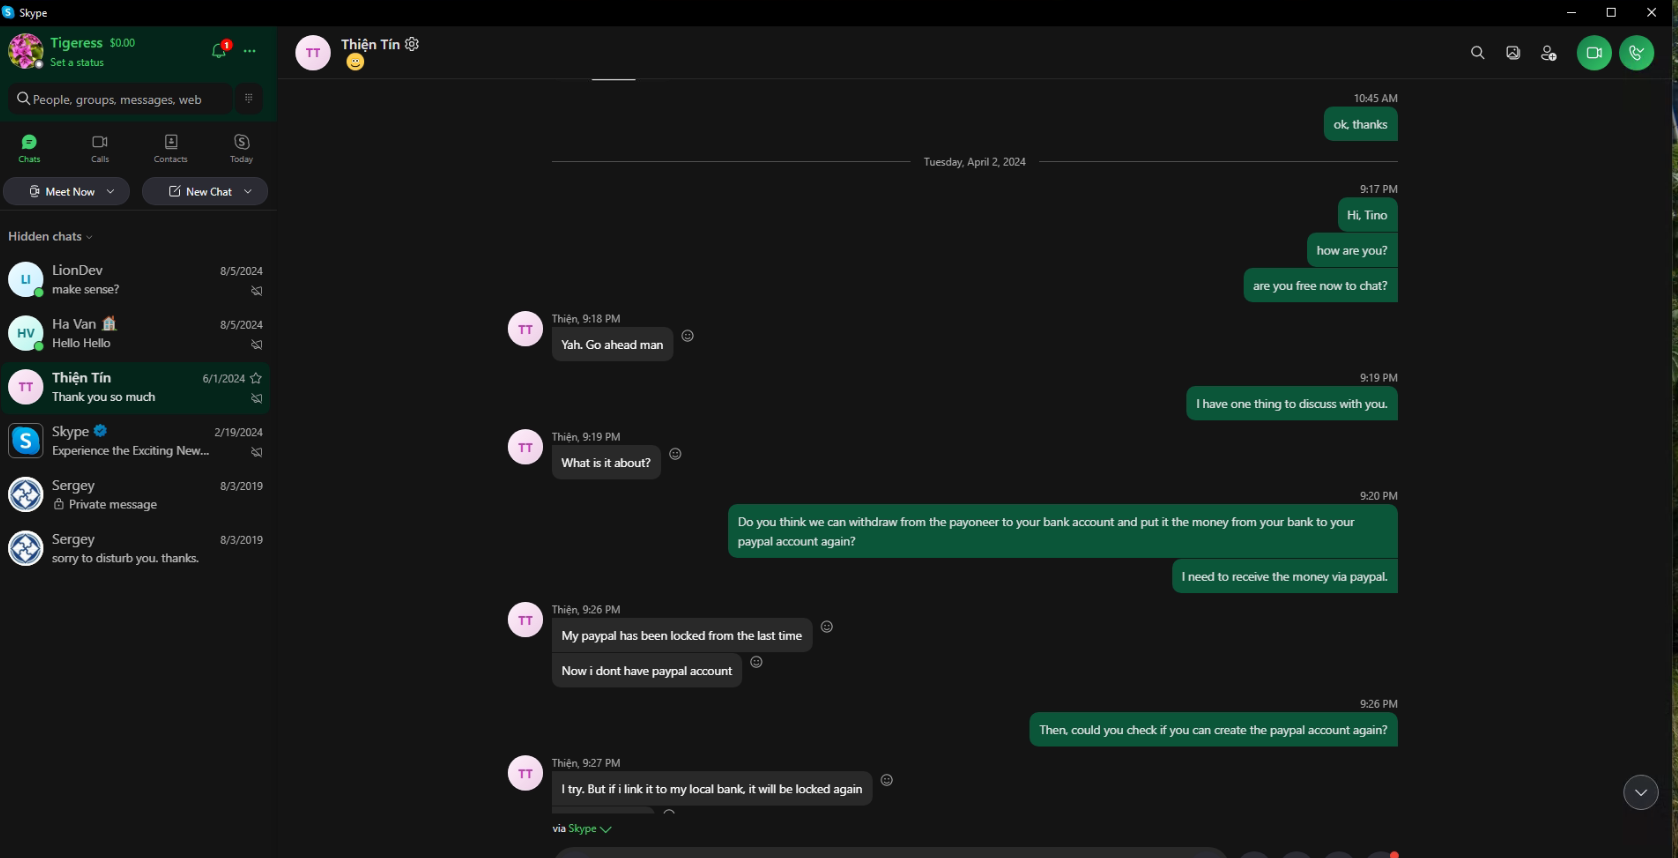 Skype
Tigeress $0.00
Set a status
1
People, groups, messages, web
Chats
Calls
Contacts
Today
Meet Now
New Chat
Hidden chats
LI
LionDev
8/5/2024
make sense?
HV
Ha Van
8/5/2024
Hello Hello
TT
Thiện Tín
6/1/2024
Thank you so much
Skype
2/19/2024
Experience the Exciting New...
Sergey
8/3/2019
Private message
Sergey
8/3/2019
sorry to disturb you. thanks.
TT
Thiện Tín
10:45 AM
ok, thanks
Tuesday, April 2, 2024
9:17 PM
Hi, Tino
how are you?
are you free now to chat?
TT
Thiện, 9:18 PM
Yah. Go ahead man
9:19 PM
I have one thing to discuss with you.
TT
Thiện, 9:19 PM
What is it about?
9:20 PM
Do you think we can withdraw from the payoneer to your bank account and put it the money from your bank to your
paypal account again?
I need to receive the money via paypal.
TT
Thiện, 9:26 PM
My paypal has been locked from the last time
Now i dont have paypal account
9:26 PM
Then, could you check if you can create the paypal account again?
TT
Thiện, 9:27 PM
I try. But if i link it to my local bank, it will be locked again
via Skype